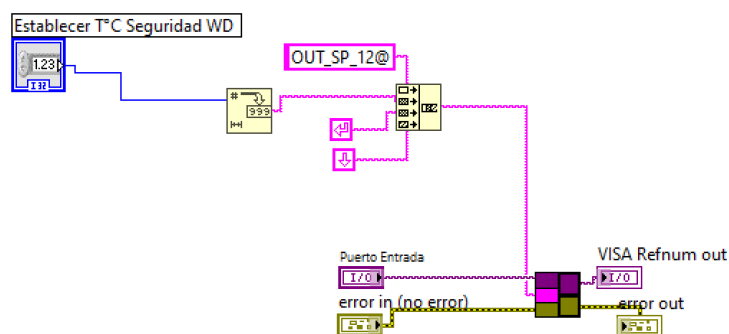 Establecer T°C Seguridad WD
1.23
I32
OUT_SP_12@
#
999
Puerto Entrada
I/O
VISA Refnum out
I/O
error in (no error)
error out